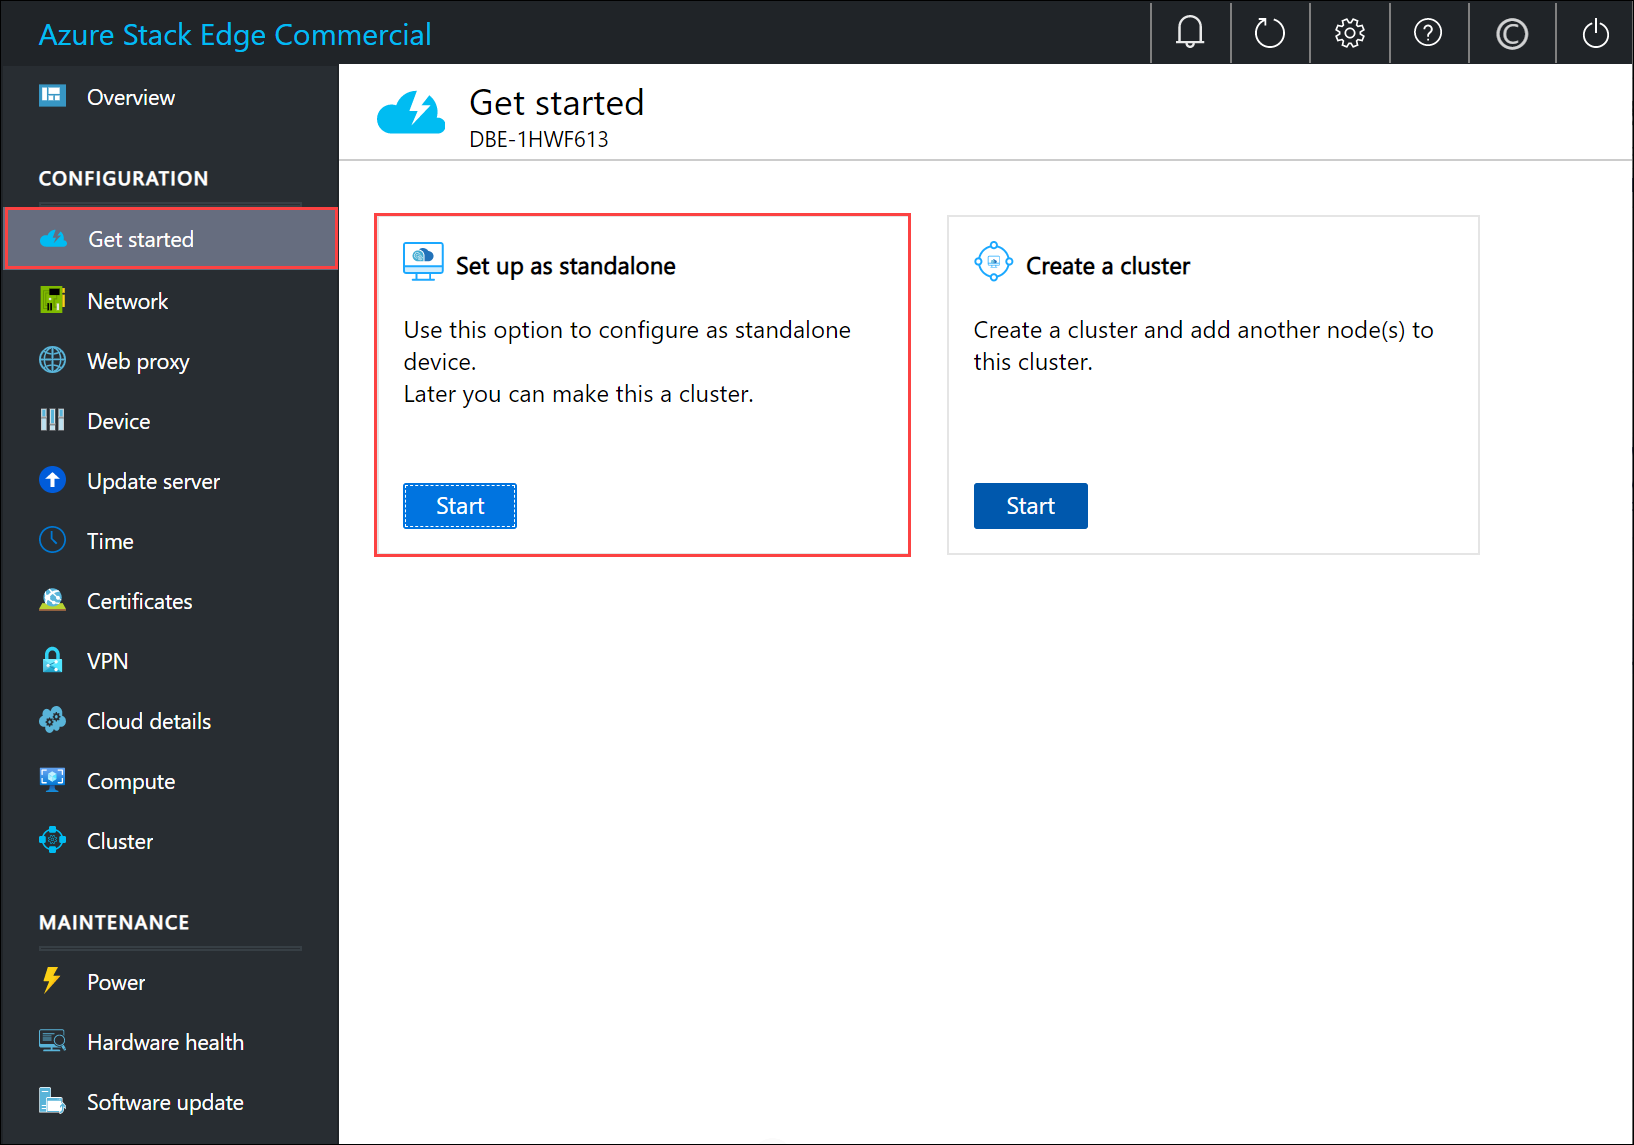 Azure Stack Edge Commercial
Overview
CONFIGURATION
Get started
Network
Web proxy
Device
Update server
Time
Certificates
VPN
Cloud details
Compute
Cluster
MAINTENANCE
Power
Hardware health
Software update
Get started
DBE-1HWF613
Set up as standalone
Use this option to configure as standalone
device.
Later you can make this a cluster.
Start
Create a cluster
Create a cluster and add another node(s) to
this cluster.
Start